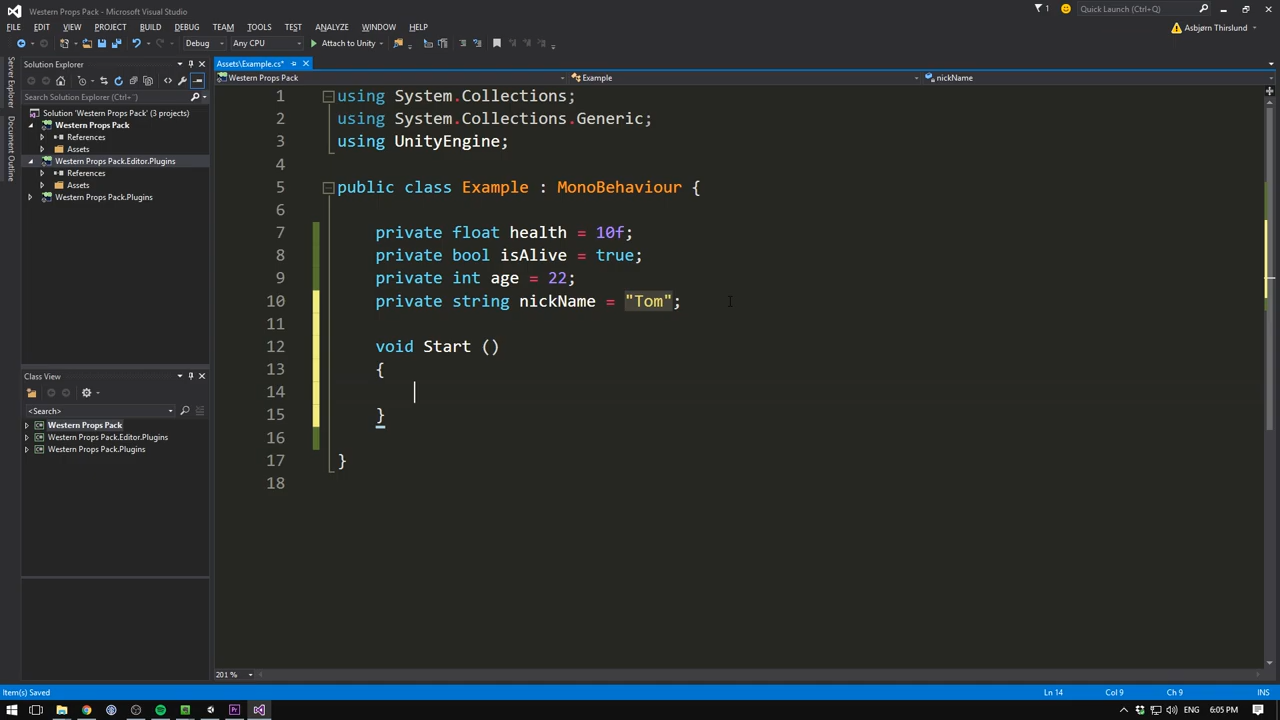 Western Props Pack - Microsoft Visual Studio
1
Quick Launch (Ctrl+Q)
FILE EDIT VIEW PROJECT BUILD DEBUG TEAM TOOLS TEST ANALYZE WINDOW HELP
Asbjørn Thirslund
Debug Any CPU Attach to Unity
Server Explorer
Document Outline
Solution Explorer
Search Solution Explorer (Ctrl+¨)
Solution 'Western Props Pack' (3 projects)
Western Props Pack
References
Assets
Western Props Pack.Editor.Plugins
References
Assets
Western Props Pack.Plugins
Class View
<Search>
Western Props Pack
Western Props Pack.Editor.Plugins
Western Props Pack.Plugins
Assets\Example.cs*
Western Props Pack Example nickName
1 using System.Collections;
2 using System.Collections.Generic;
3 using UnityEngine;
4
5 public class Example : MonoBehaviour {
6
7 private float health = 10f;
8 private bool isAlive = true;
9 private int age = 22;
10 private string nickName = "Tom";
11
12 void Start ()
13 {
14
15 }
16
17 }
18
201 %
Item(s) Saved Ln 14 Col 9 Ch 9 INS
ENG 6:05 PM